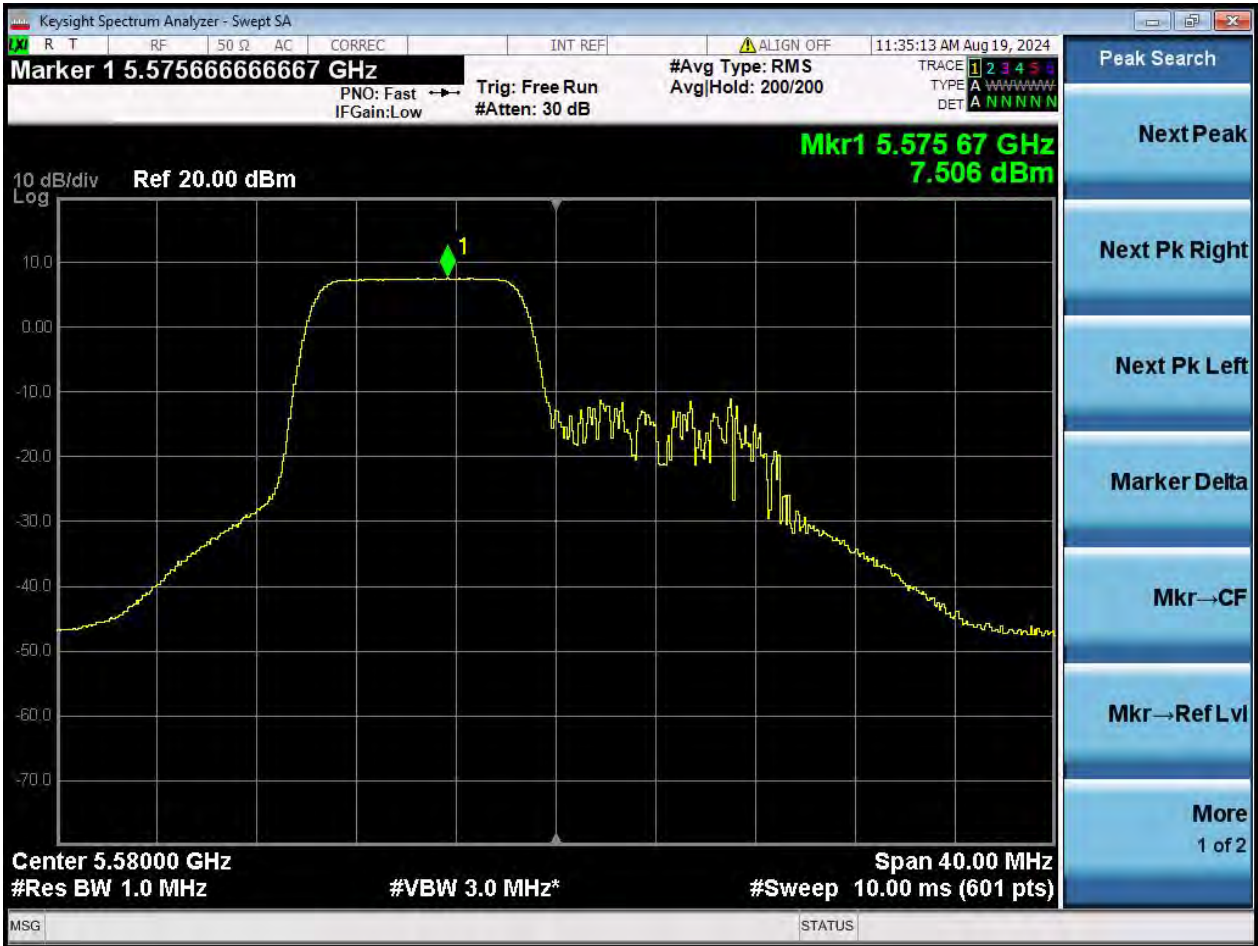 Keysight Spectrum Analyzer - Swept SA
LXI R T RF 50 Ω AC CORREC INT REF ALIGN OFF 11:35:13 AM Aug 19, 2024
Marker 1 5.575666666667 GHz
PNO: Fast
IFGain:Low
Trig: Free Run
#Atten: 30 dB
#Avg Type: RMS
Avg|Hold: 200/200
TRACE 1 2 3 4 5 6
TYPE A WWWWW
DET A N N N N N
Mkr1 5.575 67 GHz
7.506 dBm
10 dB/div Ref 20.00 dBm
Log
1
10.0
0.00
-10.0
-20.0
-30.0
-40.0
-50.0
-60.0
-70.0
Center 5.58000 GHz Span 40.00 MHz
#Res BW 1.0 MHz #VBW 3.0 MHz* #Sweep 10.00 ms (601 pts)
MSG STATUS
Peak Search
Next Peak
Next Pk Right
Next Pk Left
Marker Delta
Mkr→CF
Mkr→Ref Lvl
More
1 of 2